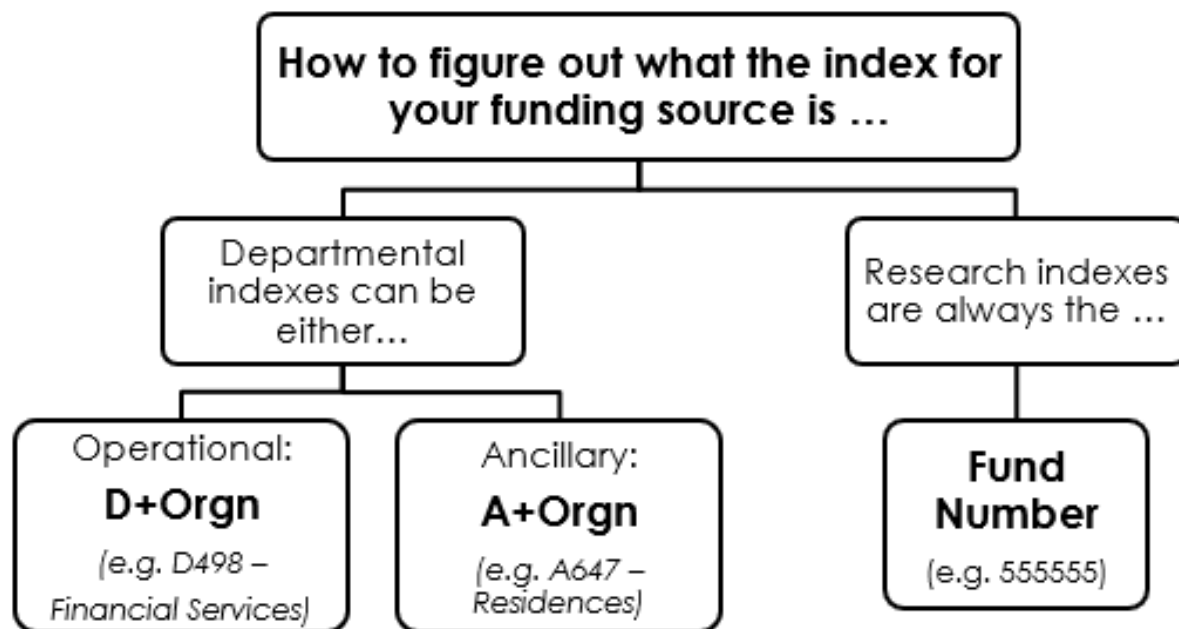 How to figure out what the index for
your funding source is …
Departmental
indexes can be
either…
Research indexes
are always the …
Operational:
D+Orgn
(e.g. D498 –
Financial Services)
Ancillary:
A+Orgn
(e.g. A647 –
Residences)
Fund
Number
(e.g. 555555)